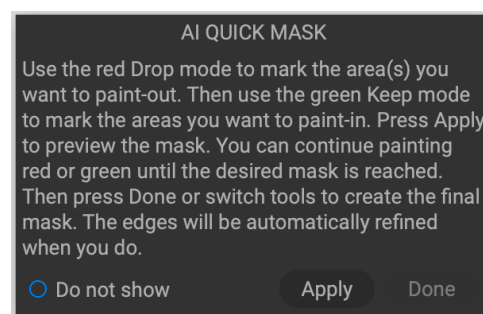 AI QUICK MASK
Use the red Drop mode to mark the area(s) you
want to paint-out. Then use the green Keep mode
to mark the areas you want to paint-in. Press Apply
to preview the mask. You can continue painting
red or green until the desired mask is reached.
Then press Done or switch tools to create the final
mask. The edges will be automatically refined
when you do.
Do not show Apply Done